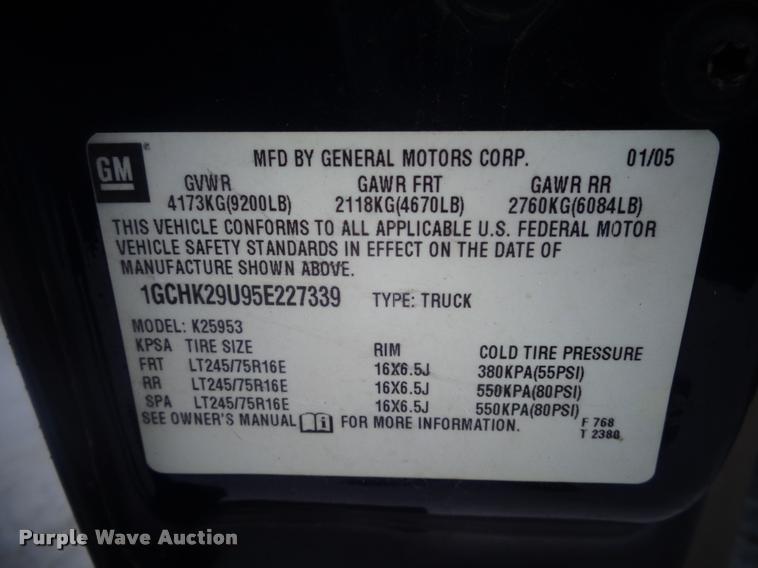 GM MFD BY GENERAL MOTORS CORP. 01/05
GVWR GAWR FRT GAWR RR
4173KG(9200LB) 2118KG(4670LB) 2760KG(6084LB)
THIS VEHICLE CONFORMS TO ALL APPLICABLE U.S. FEDERAL MOTOR
VEHICLE SAFETY STANDARDS IN EFFECT ON THE DATE OF
MANUFACTURE SHOWN ABOVE.
1GCHK29U95E227339 TYPE: TRUCK
MODEL: K25953
KPSA TIRE SIZE RIM COLD TIRE PRESSURE
FRT LT245/75R16E 16X6.5J 380KPA(55PSI)
RR LT245/75R16E 16X6.5J 550KPA(80PSI)
SPA LT245/75R16E 16X6.5J 550KPA(80PSI)
SEE OWNER'S MANUAL FOR MORE INFORMATION. F 768
T 2380
Purple Wave Auction